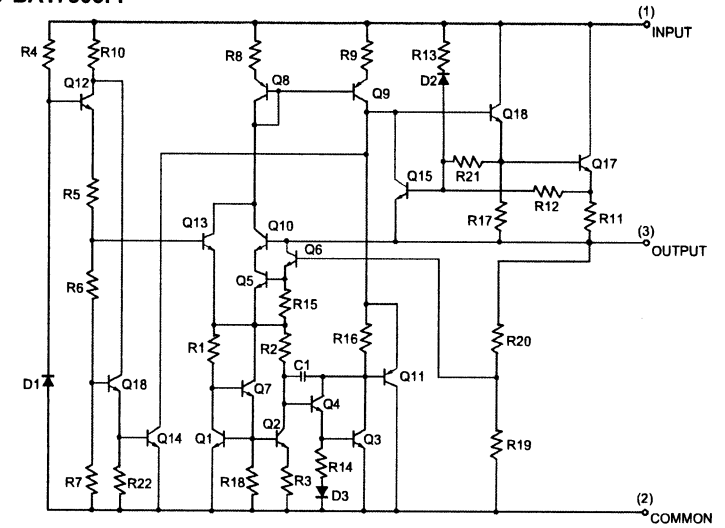 (1)
INPUT
R4
R10
R8
R9
R13
D2
Q12
Q8
Q9
Q18
Q15
R21
Q17
R5
R12
R17
R11
Q13
Q10
Q6
(3)
OUTPUT
R6
Q5
R15
R20
R1
R2
R16
C1
D1
Q18
Q7
Q4
Q11
Q14
Q1
Q2
Q3
R19
R7
R22
R18
R3
R14
D3
(2)
COMMON